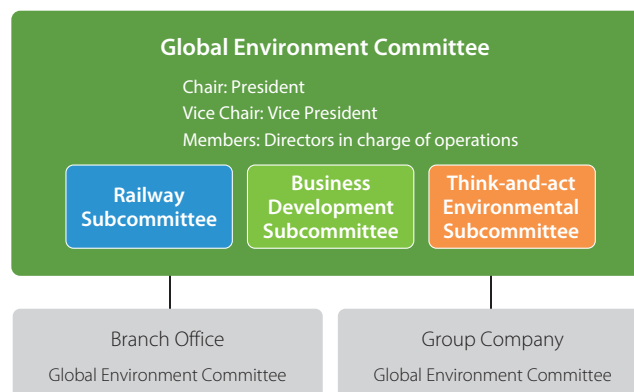 Global Environment Committee
Chair: President
Vice Chair: Vice President
Members: Directors in charge of operations
Railway
Subcommittee
Business
Development
Subcommittee
Think-and-act
Environmental
Subcommittee
Branch Office
Global Environment Committee
Group Company
Global Environment Committee